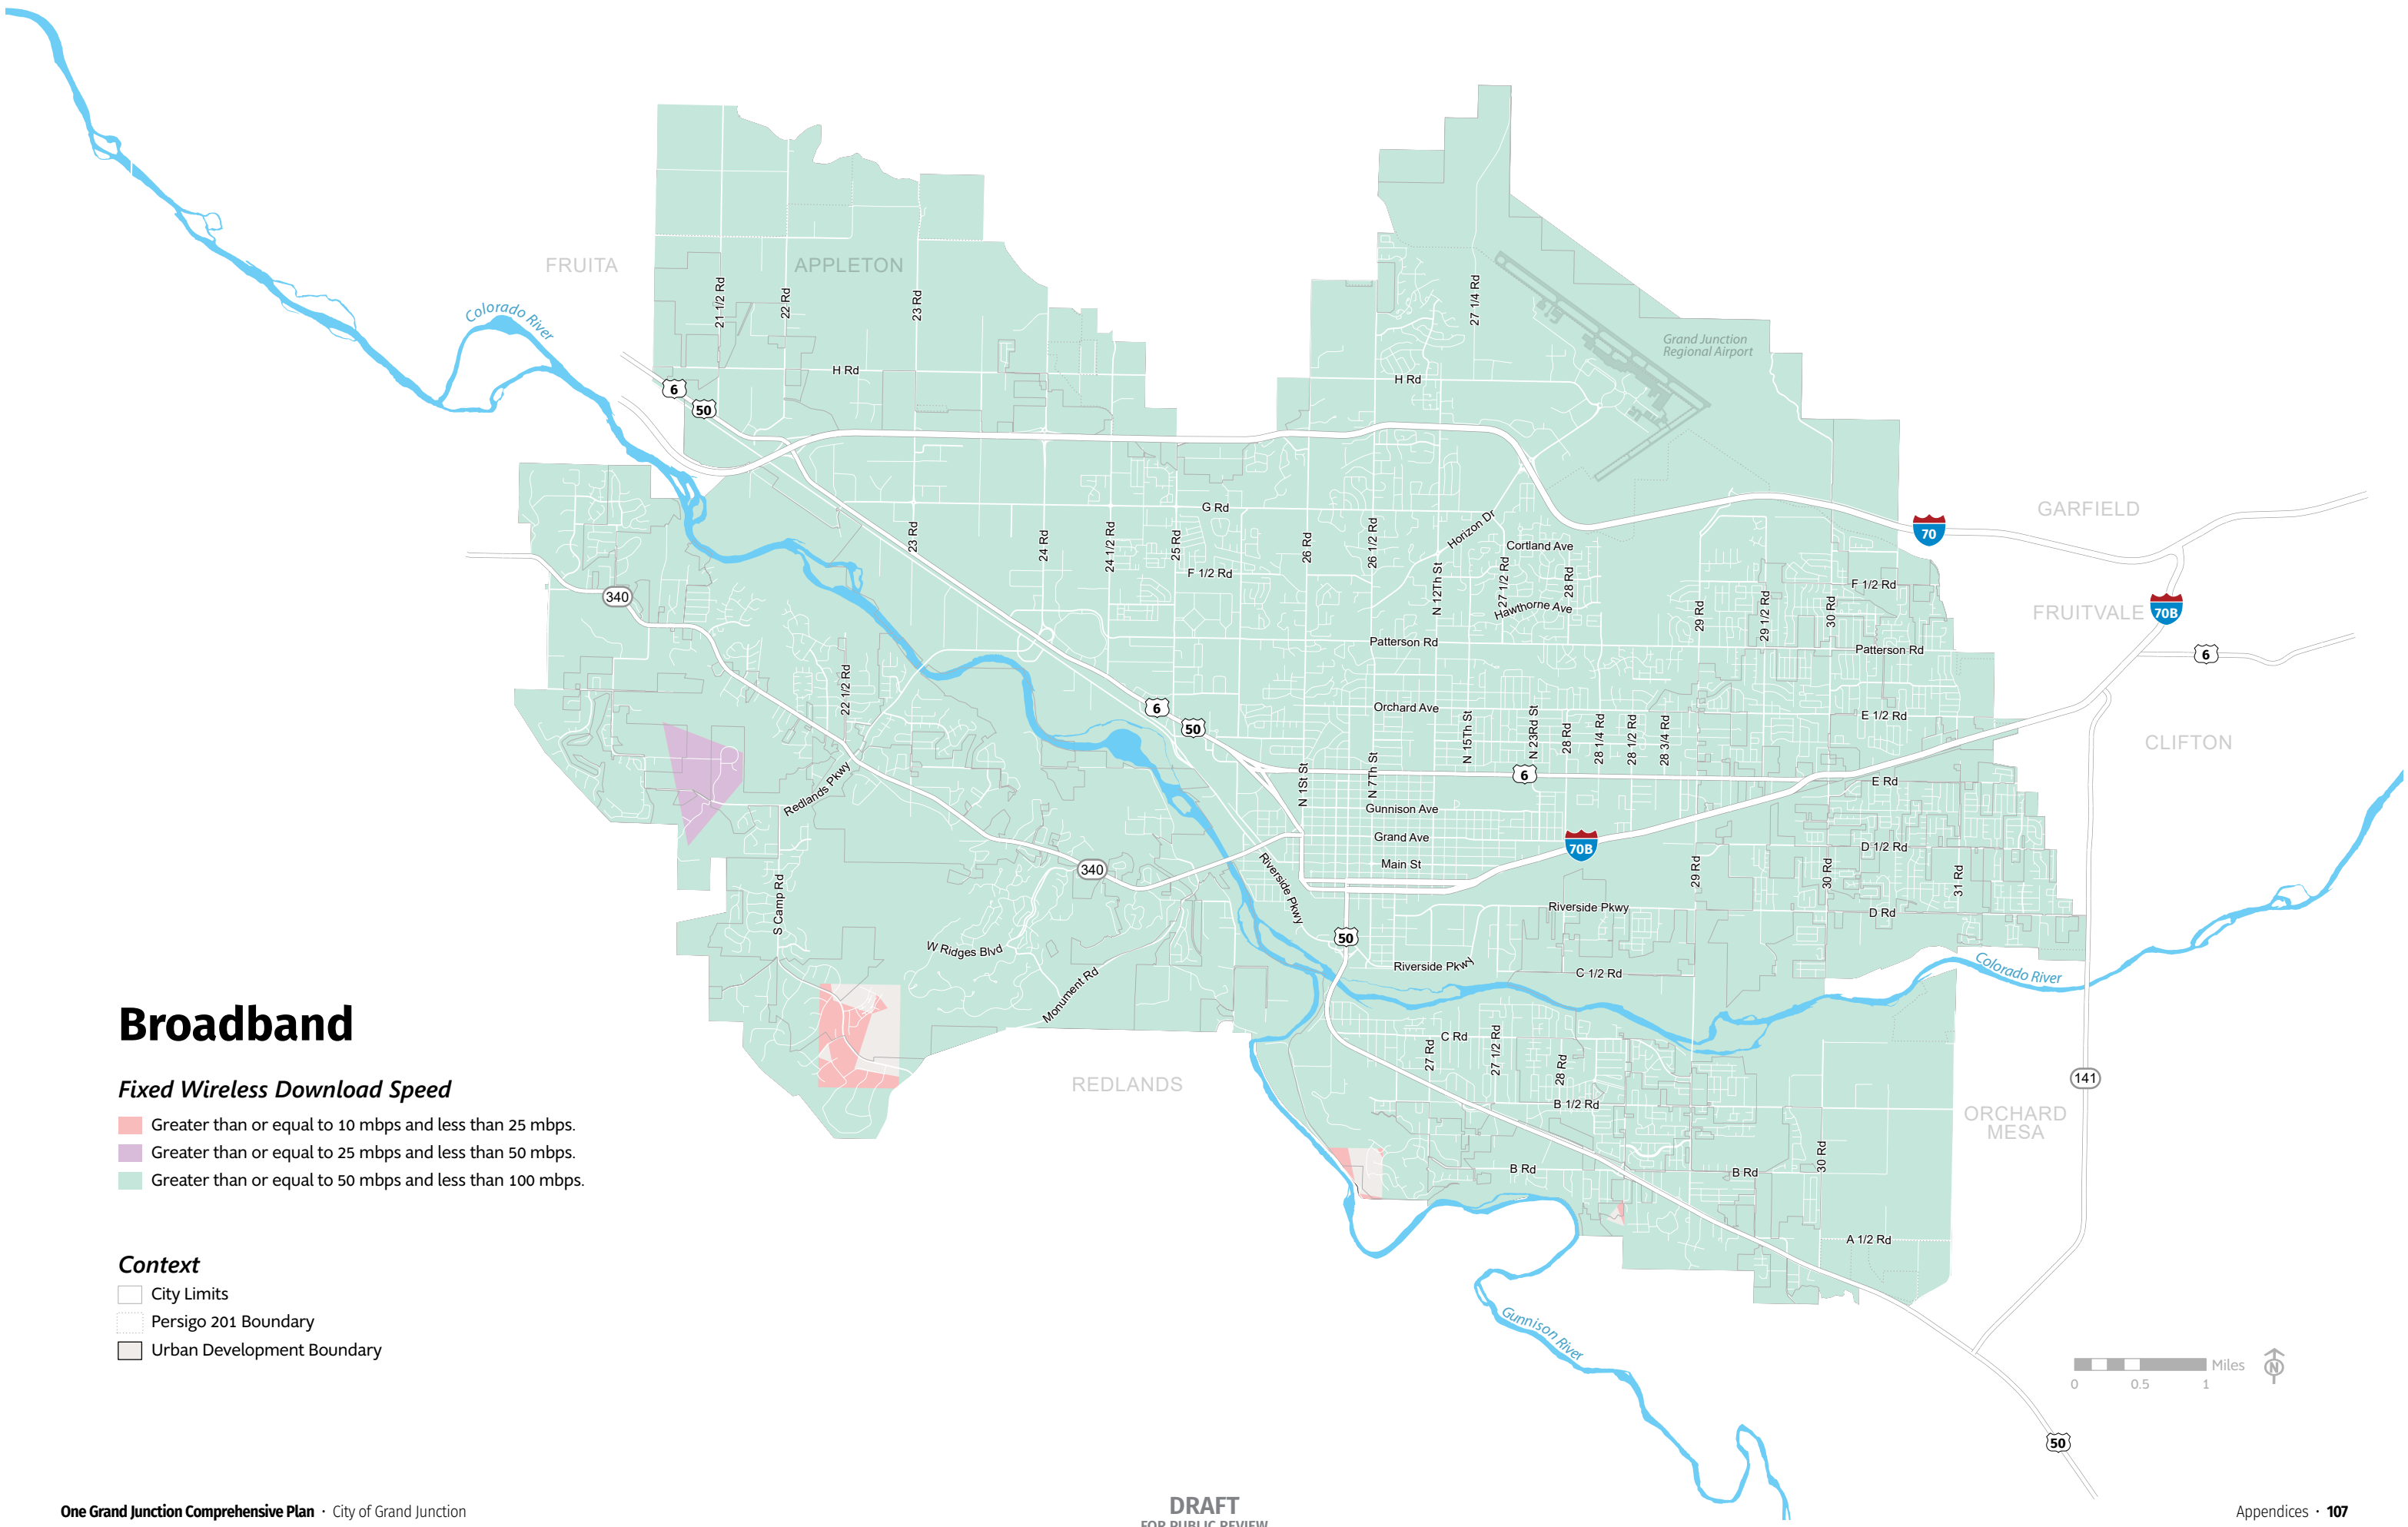 FRUITA
APPLETON
Colorado River
21 1/2 Rd
22 Rd
23 Rd
27 1/4 Rd
Grand Junction
Regional Airport
H Rd
H Rd
6
50
G Rd
Horizon Dr
Cortland Ave
23 Rd
24 Rd
24 1/2 Rd
25 Rd
26 Rd
26 1/2 Rd
F 1/2 Rd
N 12Th St
27 1/2 Rd
28 Rd
Hawthorne Ave
70
GARFIELD
F 1/2 Rd
29 Rd
29 1/2 Rd
30 Rd
FRUITVALE
70B
340
Patterson Rd
Patterson Rd
6
22 1/2 Rd
6
50
Orchard Ave
N 15Th St
N 23Rd St
28 Rd
28 1/4 Rd
28 1/2 Rd
28 3/4 Rd
E 1/2 Rd
CLIFTON
Redlands Pkwy
N 1St St
N 7Th St
6
E Rd
Gunnison Ave
Grand Ave
70B
D 1/2 Rd
Main St
340
Riverside Pkwy
29 Rd
30 Rd
31 Rd
S Camp Rd
Riverside Pkwy
D Rd
W Ridges Blvd
50
Riverside Pkwy
C 1/2 Rd
Colorado River
Monument Rd
C Rd
27 Rd
27 1/2 Rd
28 Rd
REDLANDS
B 1/2 Rd
141
ORCHARD
MESA
B Rd
B Rd
30 Rd
A 1/2 Rd
Gunnison River
50
Broadband
Fixed Wireless Download Speed
Greater than or equal to 10 mbps and less than 25 mbps.
Greater than or equal to 25 mbps and less than 50 mbps.
Greater than or equal to 50 mbps and less than 100 mbps.
Context
City Limits
Persigo 201 Boundary
Urban Development Boundary
Miles
0 0.5 1
N
One Grand Junction Comprehensive Plan · City of Grand Junction
DRAFT
FOR PUBLIC REVIEW
Appendices · 107